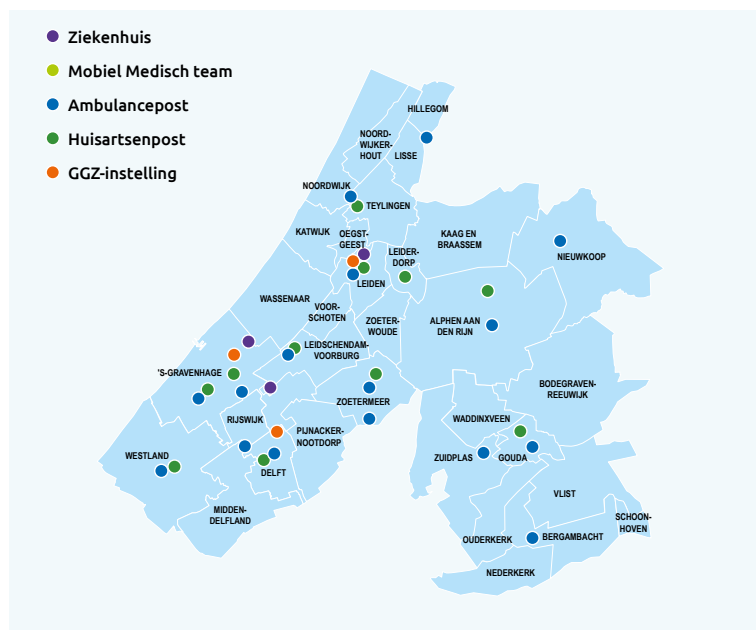 Ziekenhuis
Mobiel Medisch team
Ambulancepost
Huisartsenpost
GGZ-instelling
HILLEGOM
NOORD-
WIJKER-
HOUT
LISSE
NOORDWIJK
TEYLINGEN
KATWIJK
OEGST-
GEEST
LEIDER-
DORP
KAAG EN
BRAASSEM
NIEUWKOOP
LEIDEN
WASSENAAR
VOOR-
SCHOTEN
ZOETER-
WOUDE
ALPHEN AAN
DEN RIJN
LEIDSCHENDAM-
VOORBURG
'S-GRAVENHAGE
BODEGRAVEN-
REEUWIJK
ZOETERMEER
RIJSWIJK
PIJNACKER-
NOOTDORP
WADDINXVEEN
WESTLAND
ZUIDPLAS
GOUDA
DELFT
VLIST
MIDDEN-
DELFLAND
SCHOON-
HOVEN
OUDERKERK
BERGAMBACHT
NEDERKERK